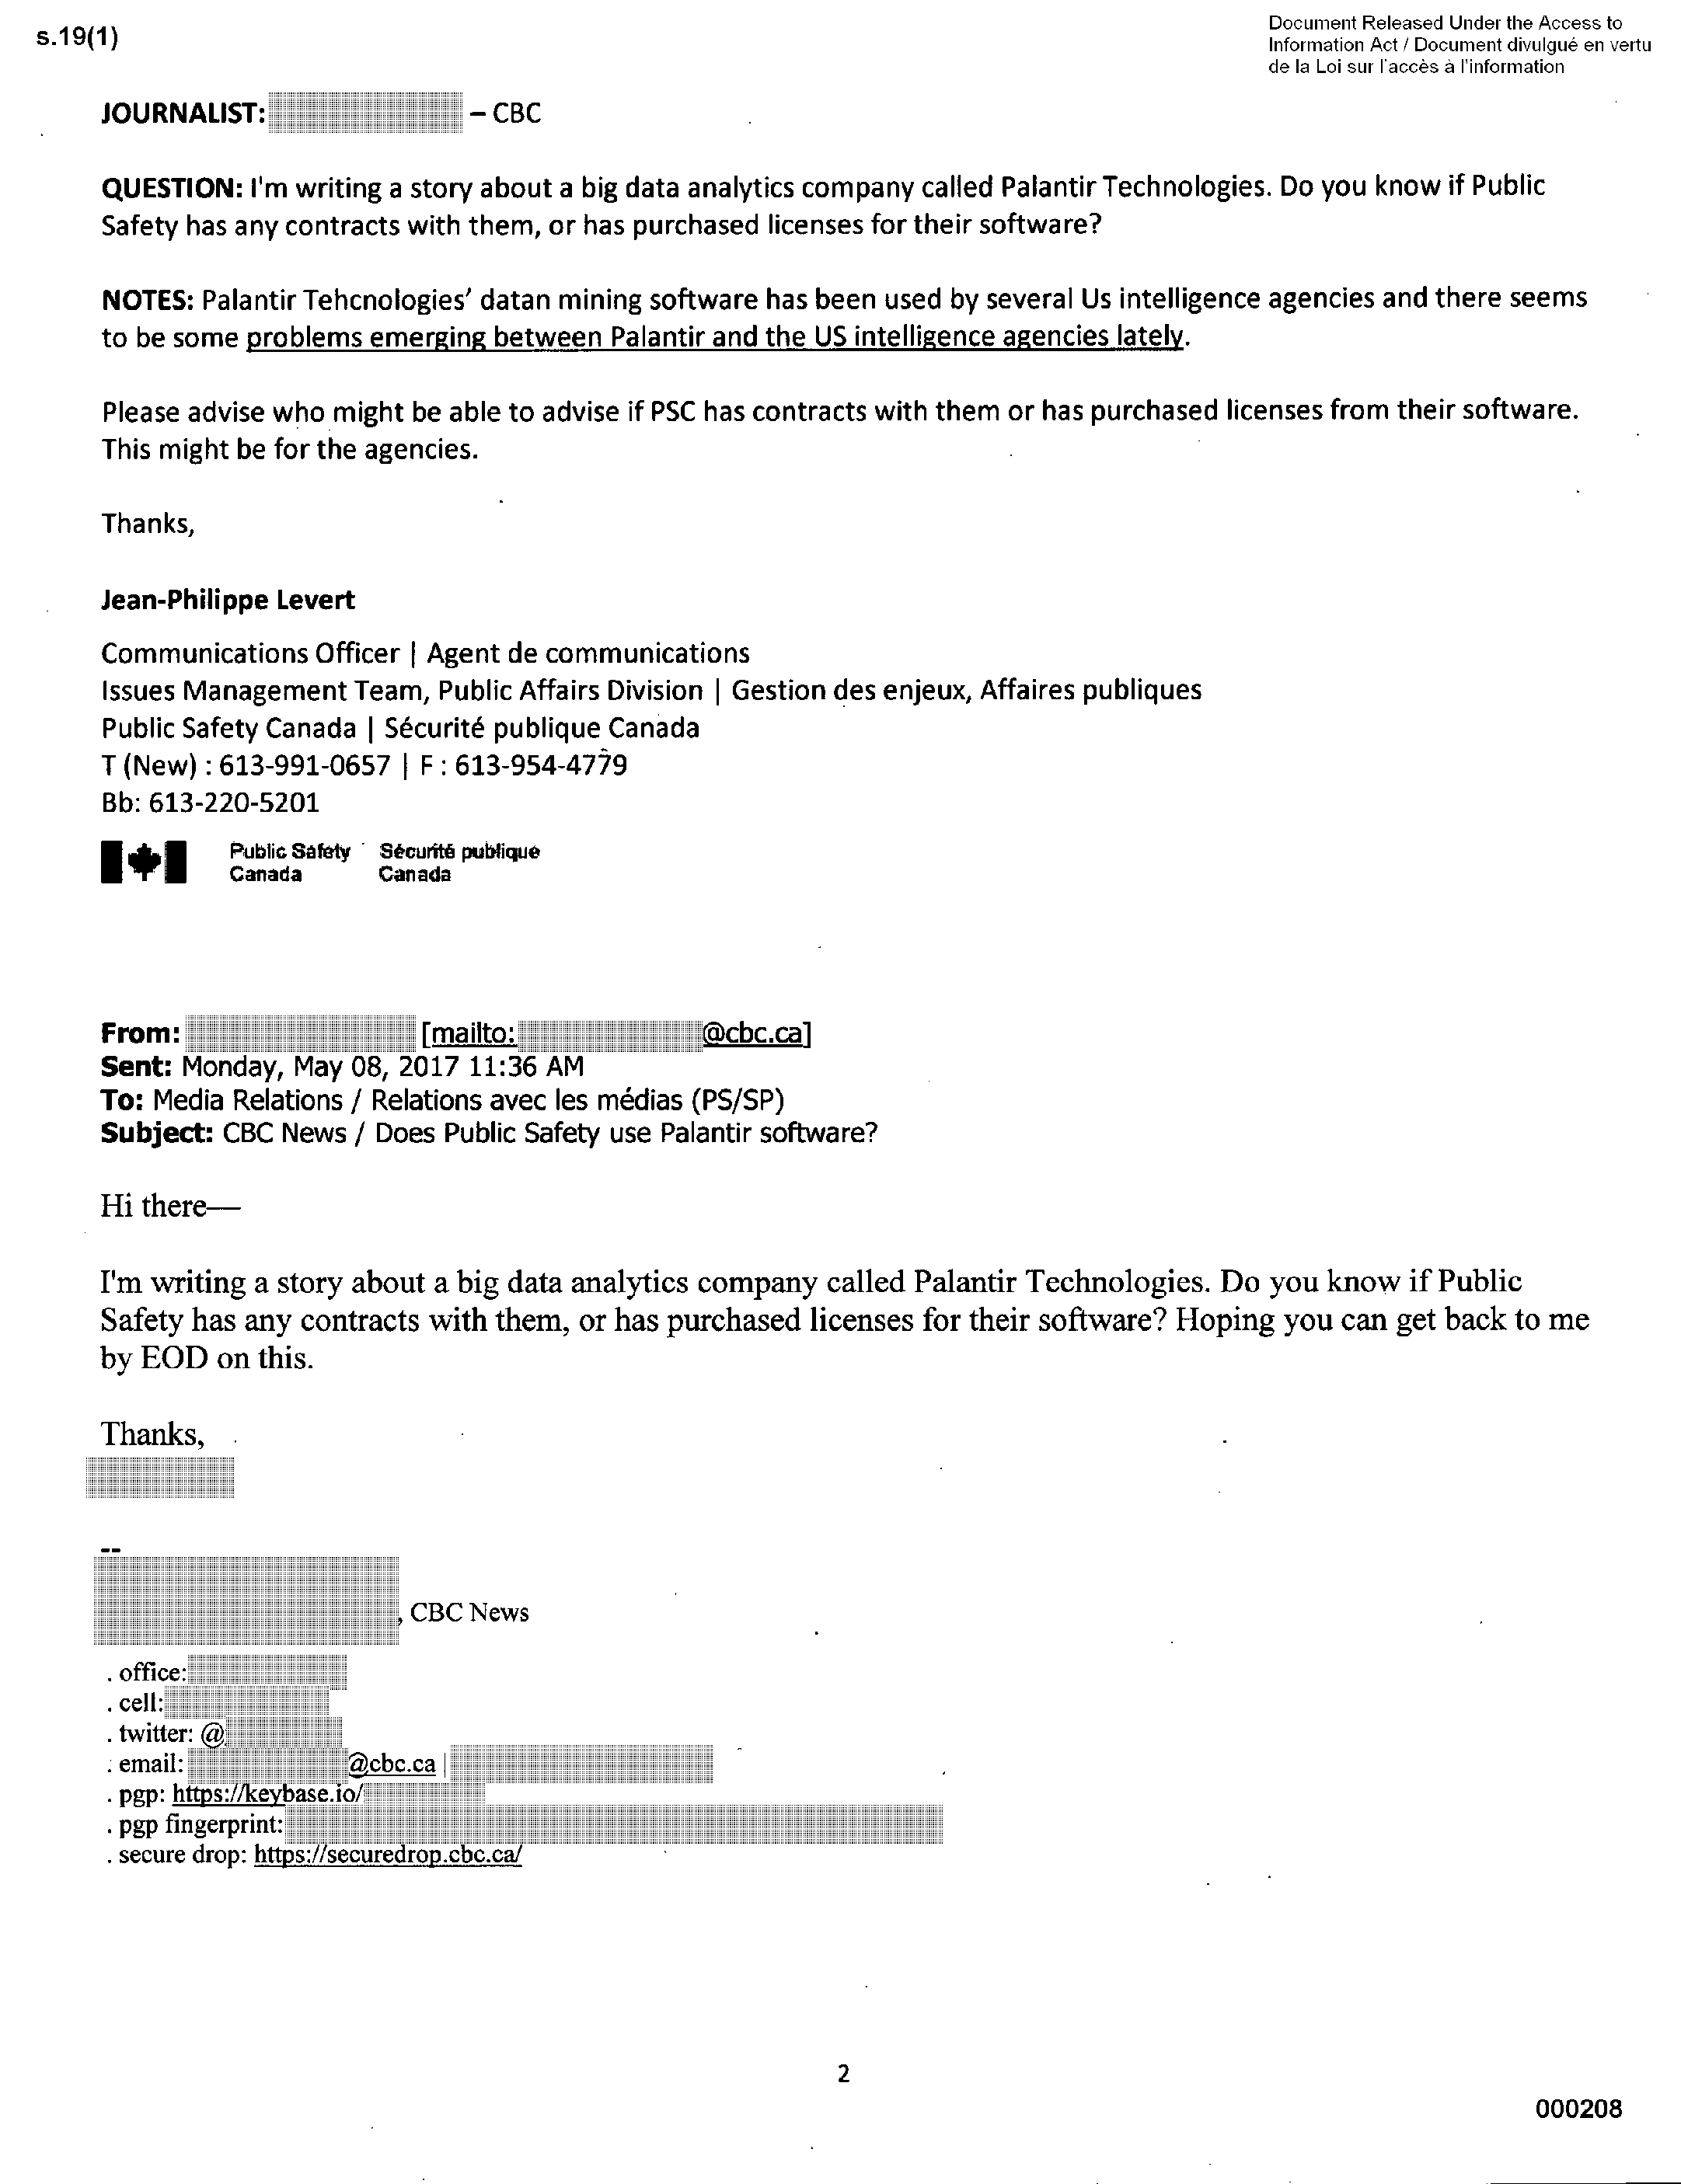 s.19(1)
Document Released Under the Access to
Information Act / Document divulgué en vertu
de la Loi sur l'accès à l'information
JOURNALIST: – CBC
QUESTION: I'm writing a story about a big data analytics company called Palantir Technologies. Do you know if Public
Safety has any contracts with them, or has purchased licenses for their software?
NOTES: Palantir Tehcnologies' datan mining software has been used by several Us intelligence agencies and there seems
to be some problems emerging between Palantir and the US intelligence agencies lately.
Please advise who might be able to advise if PSC has contracts with them or has purchased licenses from their software.
This might be for the agencies.
Thanks,
Jean-Philippe Levert
Communications Officer | Agent de communications
Issues Management Team, Public Affairs Division | Gestion des enjeux, Affaires publiques
Public Safety Canada | Sécurité publique Canada
T (New) : 613-991-0657 | F : 613-954-4779
Bb: 613-220-5201
Public Safety Sécurité publique
Canada Canada
From: [mailto: @cbc.ca]
Sent: Monday, May 08, 2017 11:36 AM
To: Media Relations / Relations avec les médias (PS/SP)
Subject: CBC News / Does Public Safety use Palantir software?
Hi there—
I'm writing a story about a big data analytics company called Palantir Technologies. Do you know if Public
Safety has any contracts with them, or has purchased licenses for their software? Hoping you can get back to me
by EOD on this.
Thanks,
--
, CBC News
. office:
. cell:
. twitter: @
. email: @cbc.ca |
. pgp: https://keybase.io/
. pgp fingerprint:
. secure drop: https://securedrop.cbc.ca/
2
000208